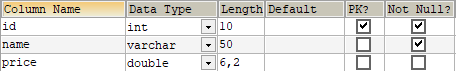 Column Name Data Type Length Default PK? Not Null?
id int 10
name varchar 50
price double 6,2